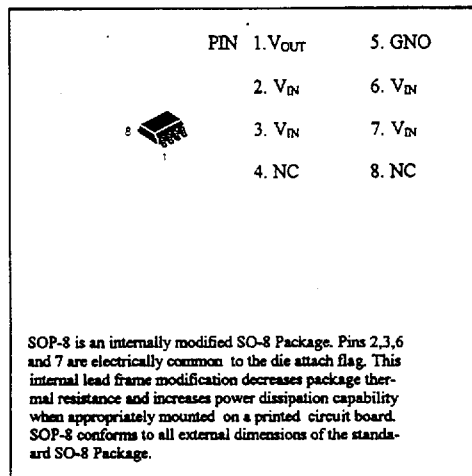 PIN 1. VOUT 5. GNO
2. VIN 6. VIN
3. VIN 7. VIN
8
1
4. NC 8. NC
SOP-8 is an internally modified SO-8 Package. Pins 2,3,6
and 7 are electrically common to the die attach flag. This
internal lead frame modification decreases package ther-
mal resistance and increases power dissipation capability
when appropriately mounted on a printed circuit board.
SOP-8 conforms to all external dimensions of the standa-
ard SO-8 Package.